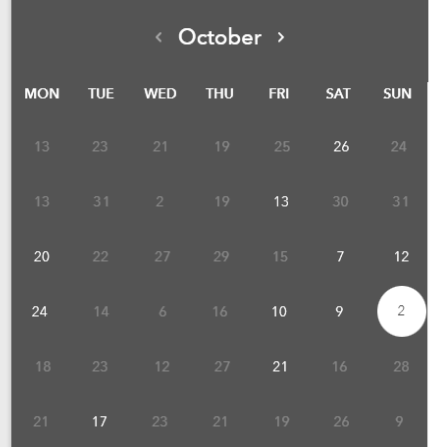 ‹ October ›
MON TUE WED THU FRI SAT SUN
13 23 21 19 25 26 24
13 31 2 19 13 30 31
20 22 27 29 15 7 12
24 14 6 16 10 9 2
18 23 12 27 21 16 28
21 17 23 21 19 26 9